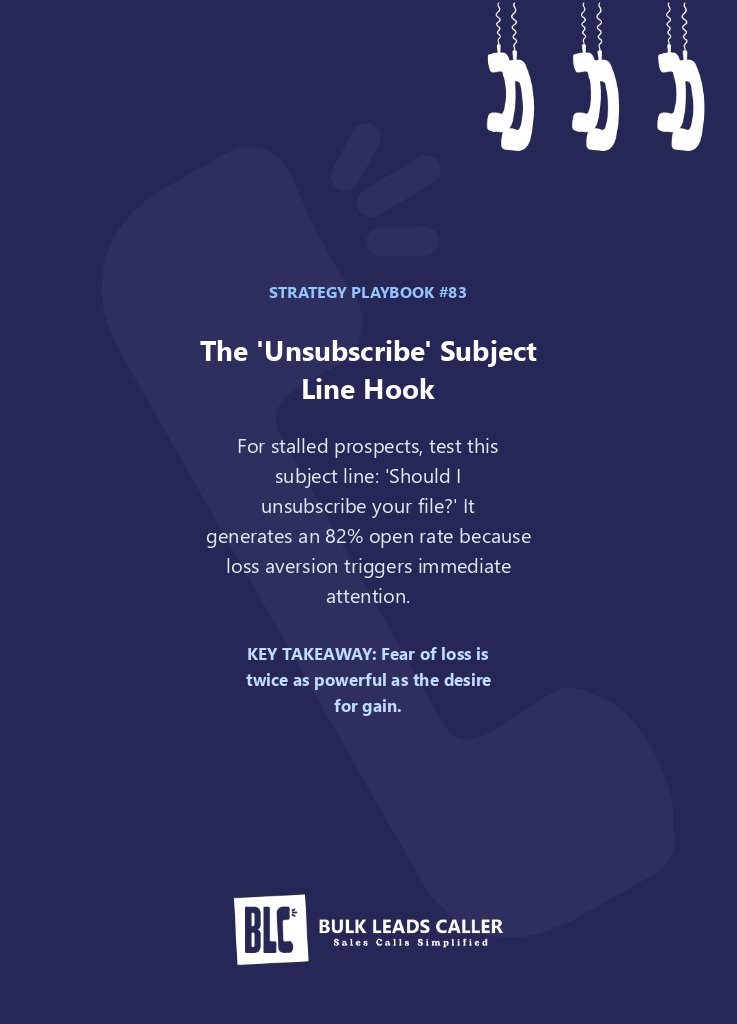 STRATEGY PLAYBOOK #83
The 'Unsubscribe' Subject
Line Hook
For stalled prospects, test this
subject line: 'Should I
unsubscribe your file?' It
generates an 82% open rate because
loss aversion triggers immediate
attention.
KEY TAKEAWAY: Fear of loss is
twice as powerful as the desire
for gain.
BLC
BULK LEADS CALLER
Sales Calls Simplified